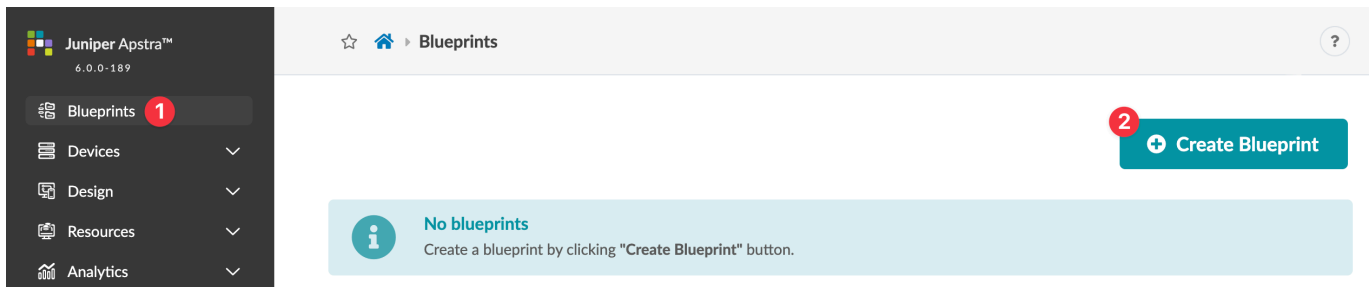 Juniper Apstra™
6.0.0-189
Blueprints 1
Devices
Design
Resources
Analytics
Blueprints
?
2
Create Blueprint
No blueprints
Create a blueprint by clicking "Create Blueprint" button.